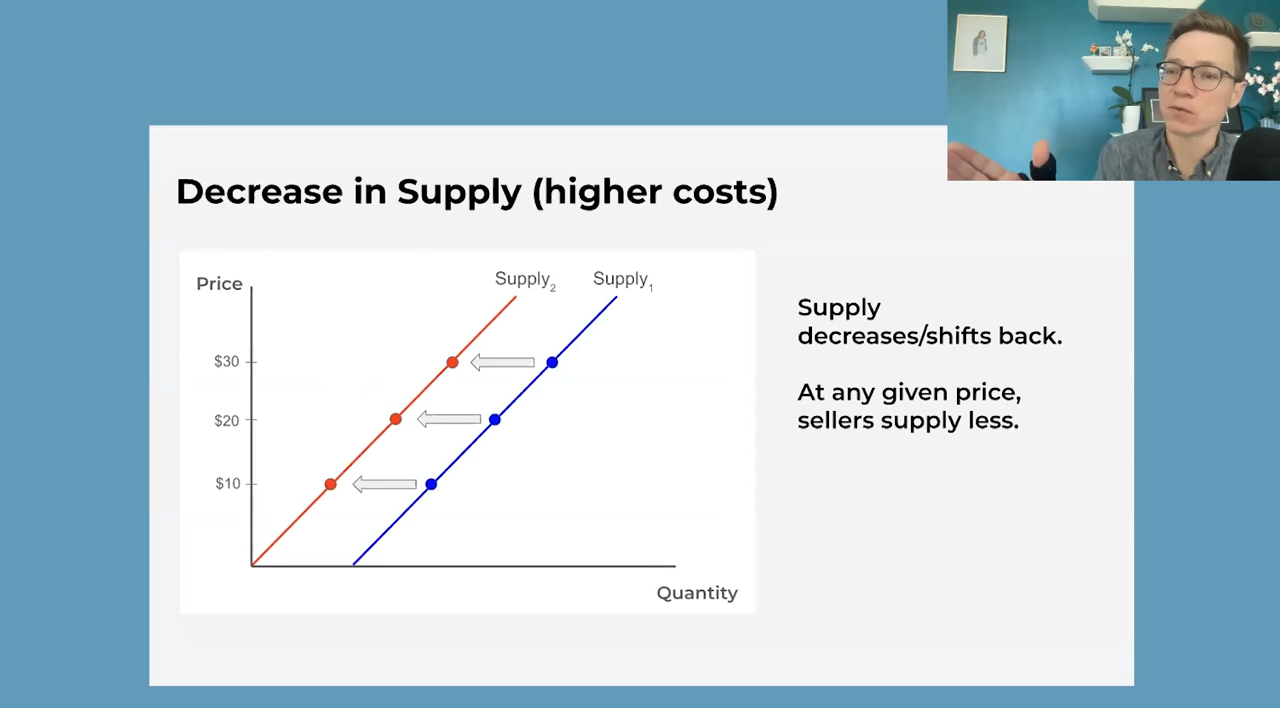 Decrease in Supply (higher costs)
Price
Supply2
Supply1
$30
$20
$10
Quantity
Supply
decreases/shifts back.
At any given price,
sellers supply less.